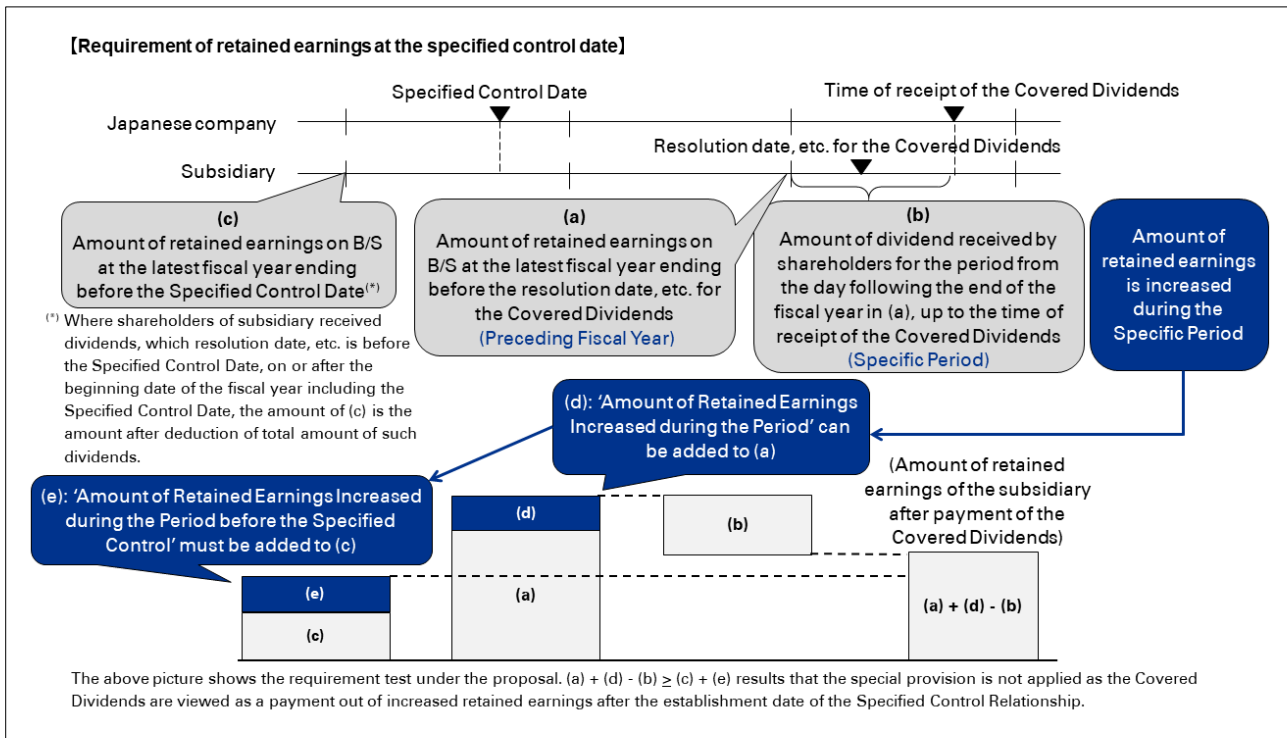 【Requirement of retained earnings at the specified control date】
Specified Control Date
Time of receipt of the Covered Dividends
Japanese company
Resolution date, etc. for the Covered Dividends
Subsidiary
(c)
Amount of retained earnings on B/S
at the latest fiscal year ending
before the Specified Control Date(*)
(a)
Amount of retained earnings on
B/S at the latest fiscal year ending
before the resolution date, etc. for
the Covered Dividends
(Preceding Fiscal Year)
(b)
Amount of dividend received by
shareholders for the period from
the day following the end of the
fiscal year in (a), up to the time of
receipt of the Covered Dividends
(Specific Period)
Amount of
retained earnings
is increased
during the
Specific Period
(*) Where shareholders of subsidiary received
dividends, which resolution date, etc. is before
the Specified Control Date, on or after the
beginning date of the fiscal year including the
Specified Control Date, the amount of (c) is the
amount after deduction of total amount of such
dividends.
(d): ‘Amount of Retained Earnings
Increased during the Period’ can
be added to (a)
(e): ‘Amount of Retained Earnings Increased
during the Period before the Specified
Control’ must be added to (c)
(Amount of retained
earnings of the subsidiary
after payment of the
Covered Dividends)
(d)
(b)
(e)
(a)
(a) + (d) - (b)
(c)
The above picture shows the requirement test under the proposal. (a) + (d) - (b) ≥ (c) + (e) results that the special provision is not applied as the Covered
Dividends are viewed as a payment out of increased retained earnings after the establishment date of the Specified Control Relationship.